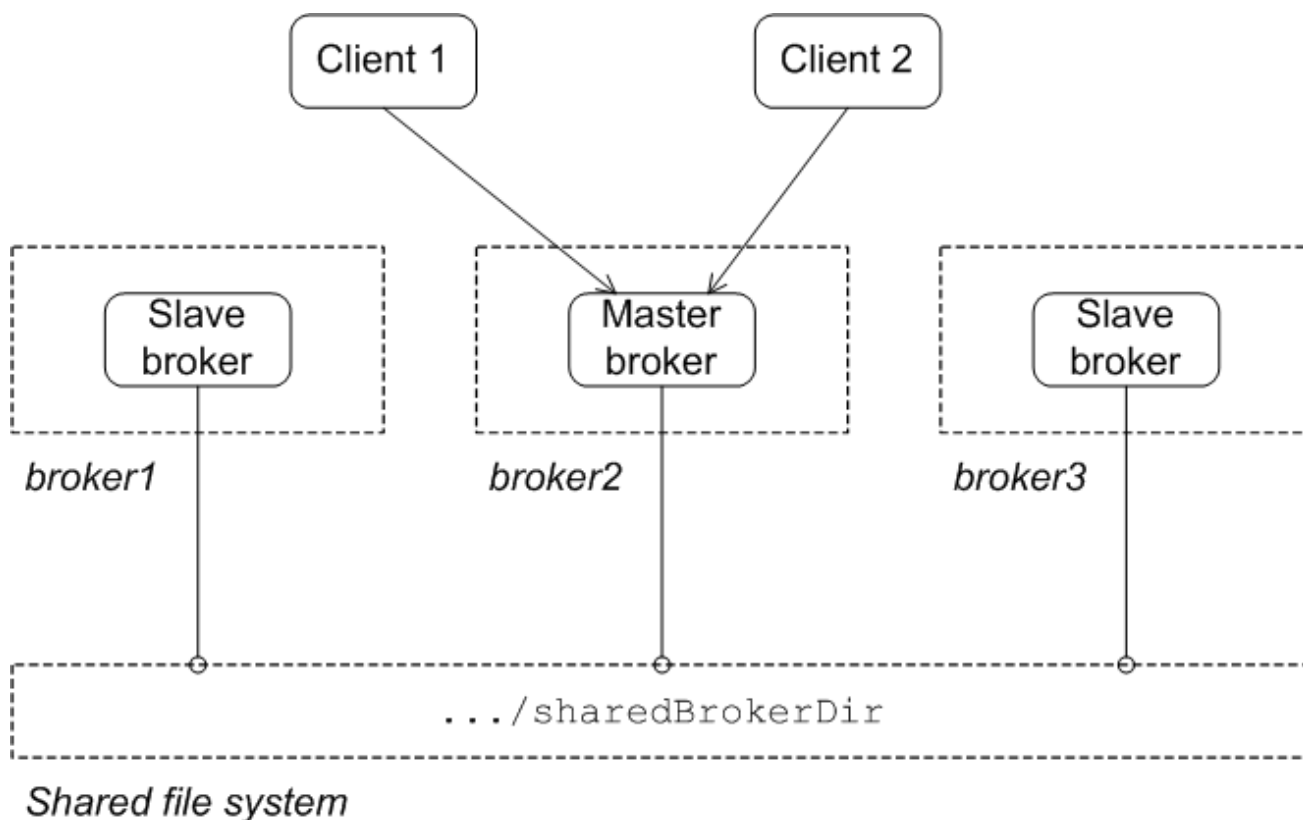 Client 1
Client 2
Slave
broker
Master
broker
Slave
broker
broker1
broker2
broker3
.../sharedBrokerDir
Shared file system